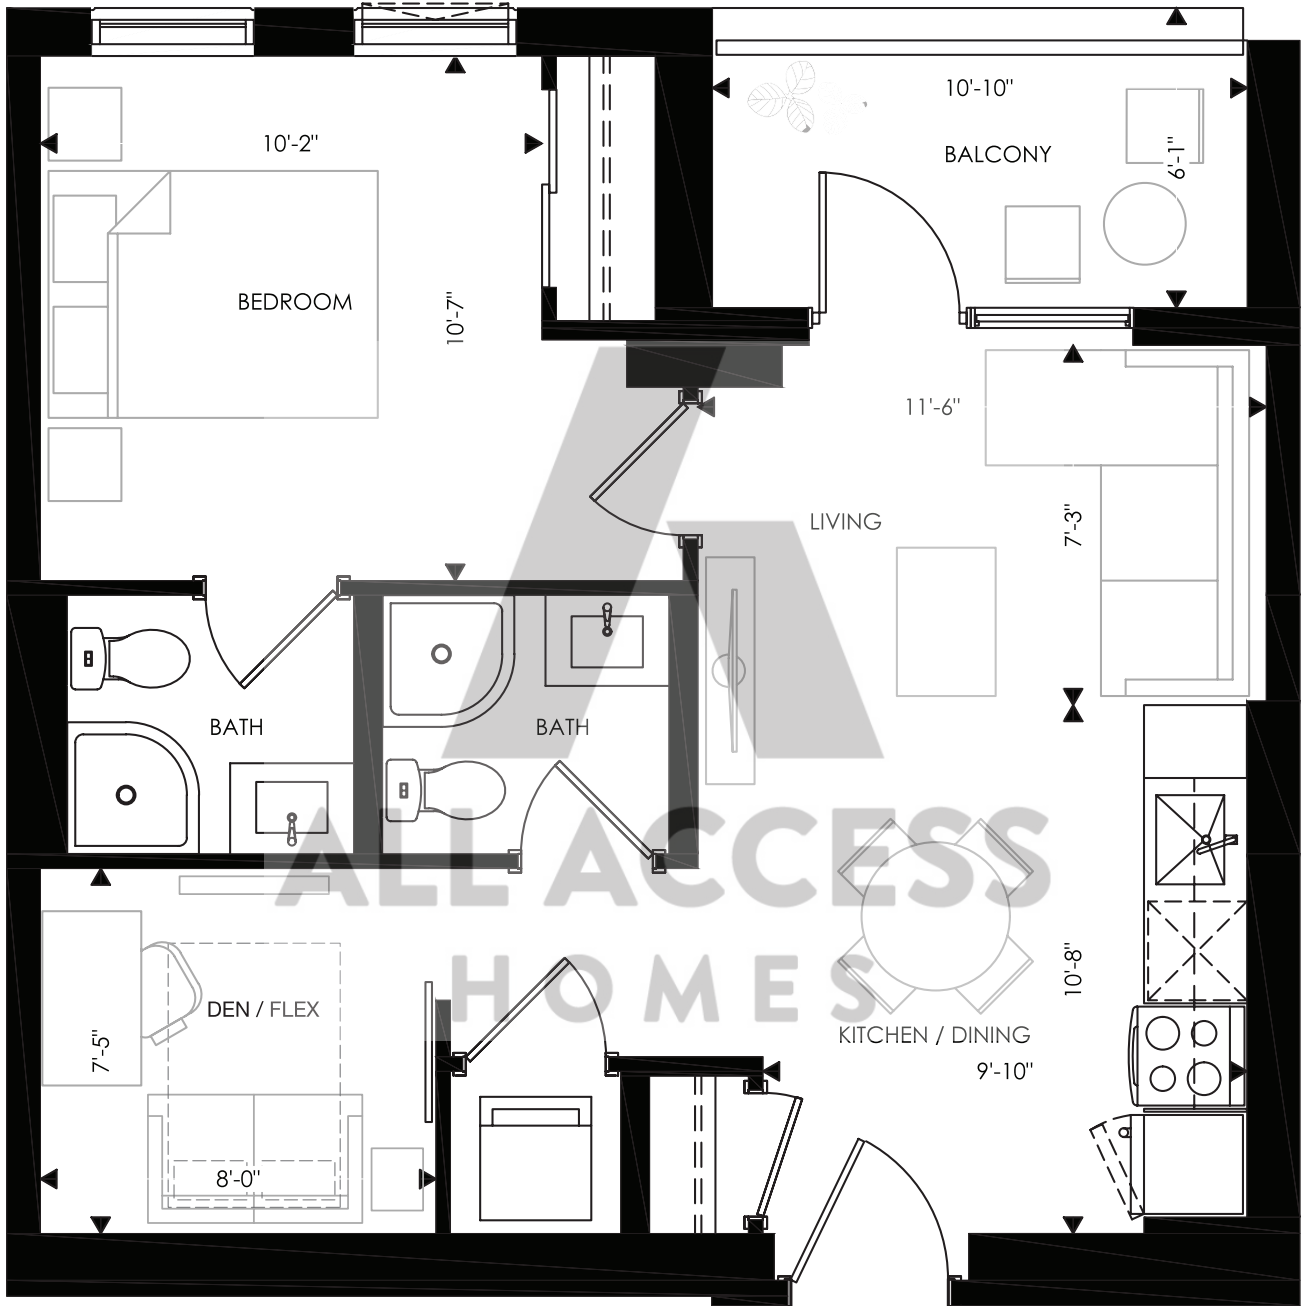 10'-10"
10'-2"
BALCONY
6'-1"
BEDROOM
10'-7"
11'-6"
LIVING
7'-3"
BATH
BATH
ALL ACCESS
HOMES
10'-8"
DEN / FLEX
KITCHEN / DINING
7'-5"
9'-10"
8'-0"